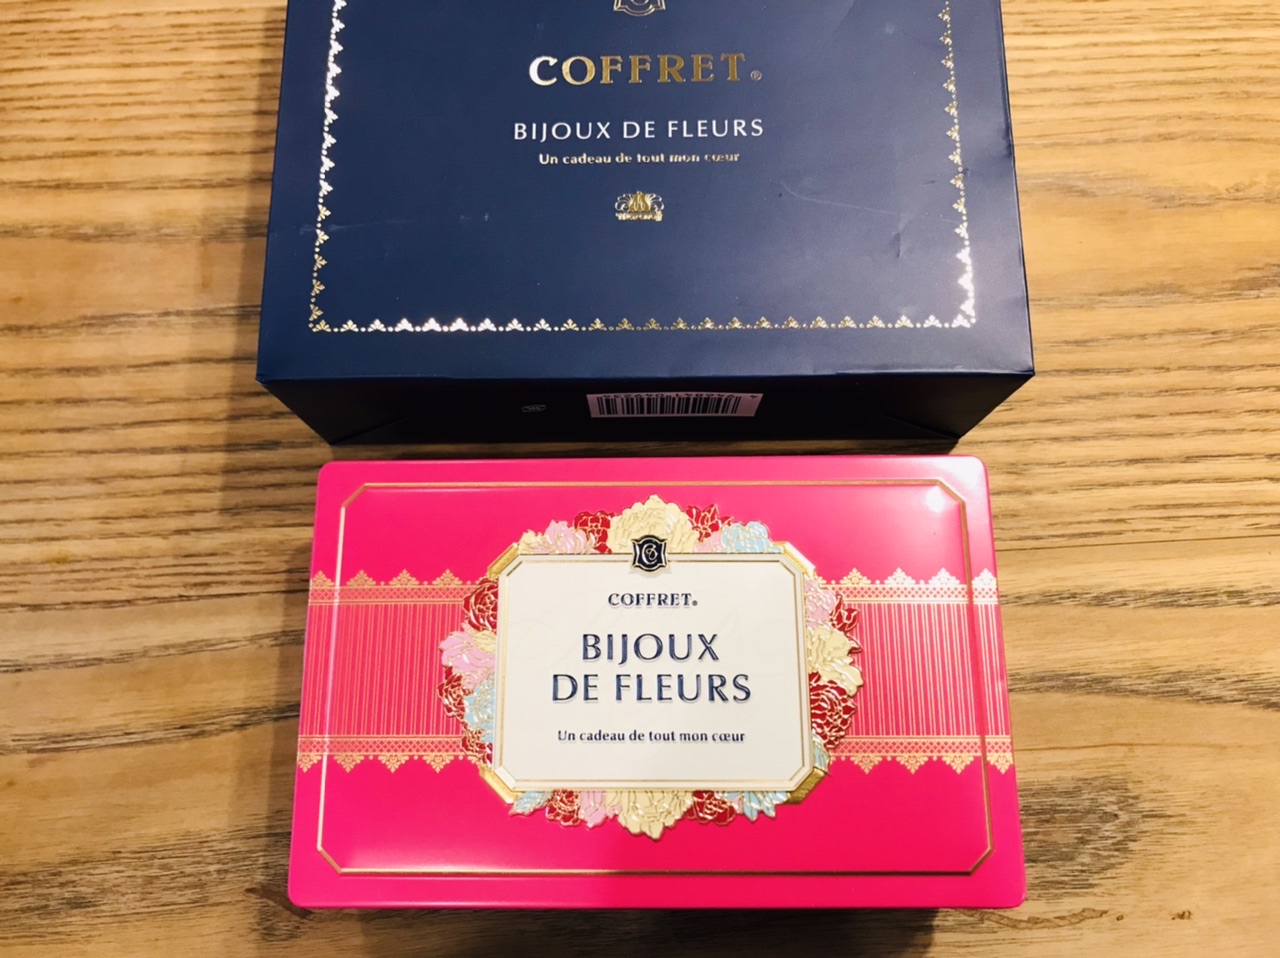 COFFRET®
BIJOUX DE FLEURS
Un cadeau de tout mon cœur
COFFRET®
BIJOUX
DE FLEURS
Un cadeau de tout mon cœur